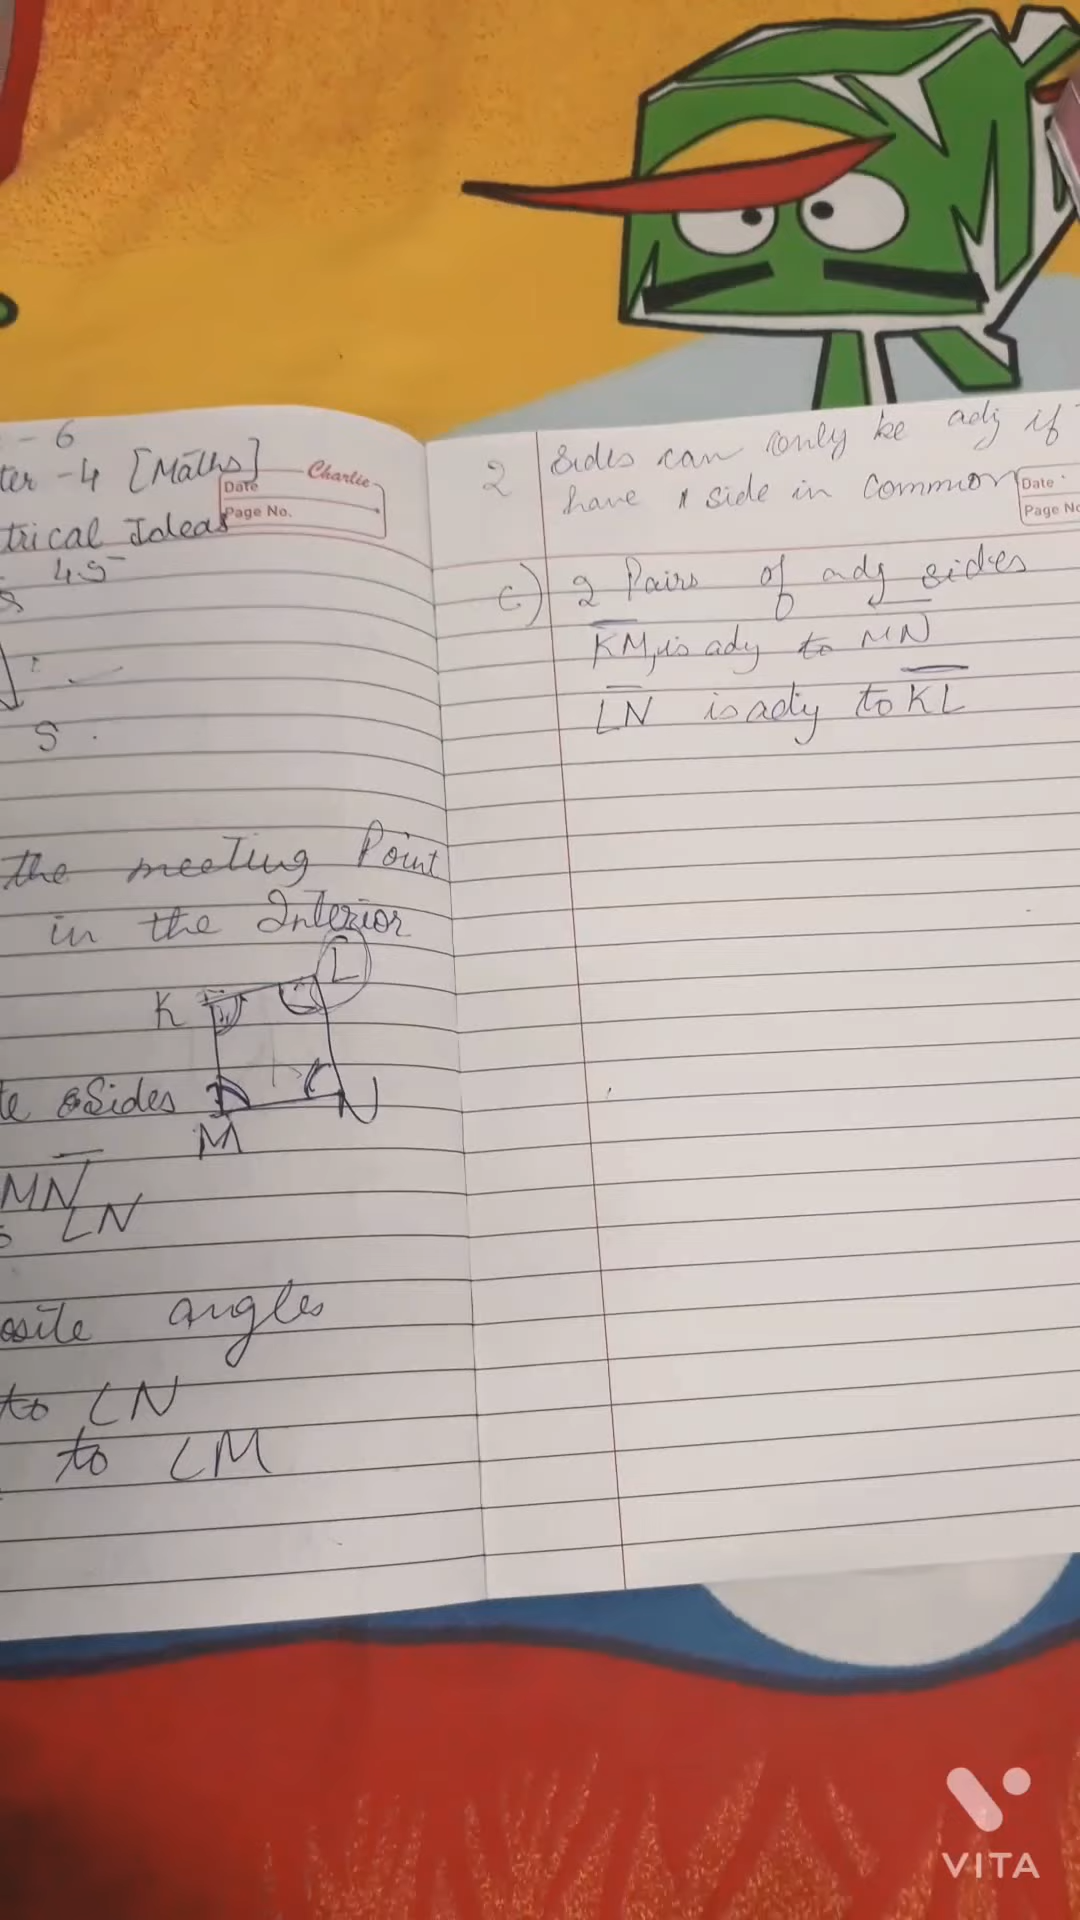 - 6
ter - 4 [Maths]
Charlie
Date
Page No.
trical Ideas
45
S
the meeting Point
in the Interior
K
L
te Sides
M
N
MN
LN
osite angles
to ∠N
to ∠M
2 sides can only be adj if
have 1 side in common
Date
Page No
c) 2 Pairs of adj sides
KM is adj to MN
LN is adj to KL
VITA